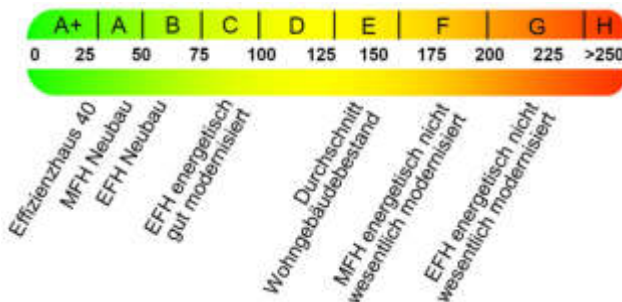 A+ A B C D E F G H
0 25 50 75 100 125 150 175 200 225 >250
Effizienzhaus 40
MFH Neubau
EFH Neubau
EFH energetisch
gut modernisiert
Durchschnitt
Wohngebäudebestand
MFH energetisch nicht
wesentlich modernisiert
EFH energetisch nicht
wesentlich modernisiert